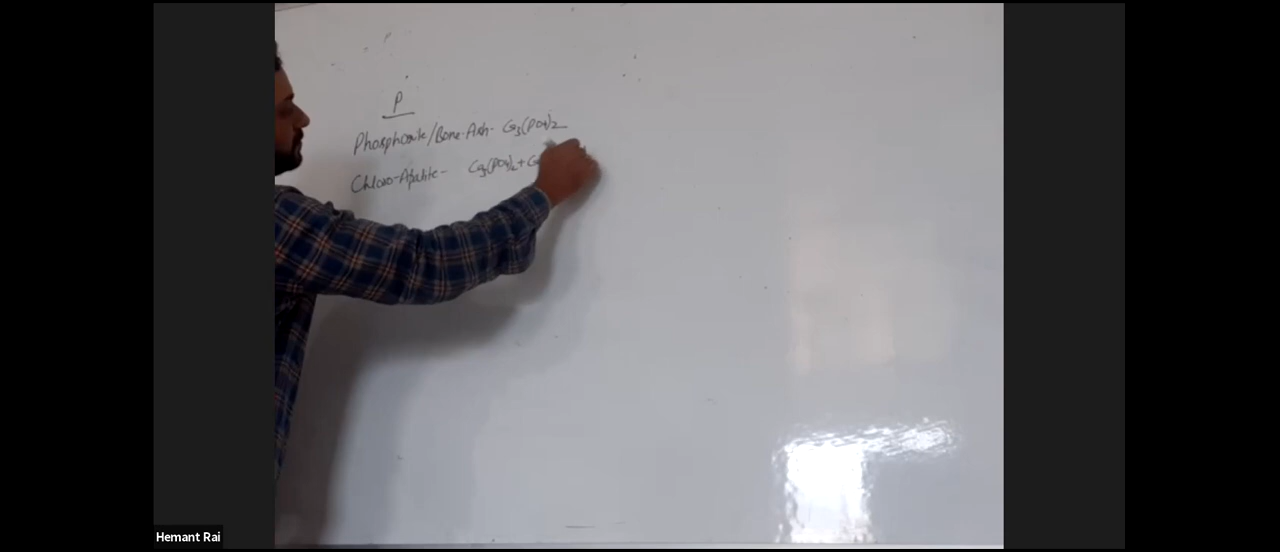 P
Phosphorite/Bone-Ash- Ca3(PO4)2
Chloro-Apatite- Ca3(PO4)2+
Hemant Rai